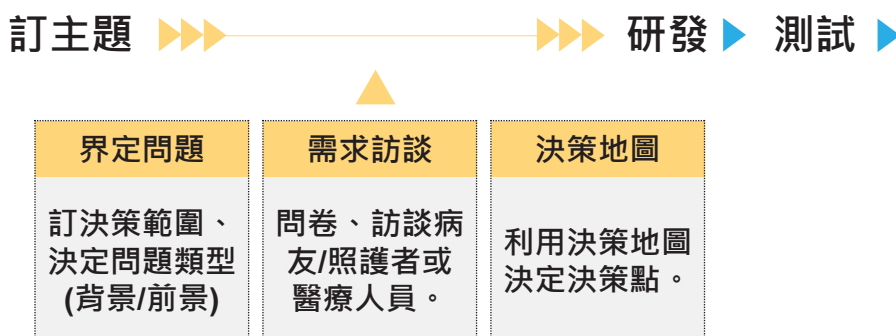 訂主題
研發
測試
界定問題
訂決策範圍、
決定問題類型
(背景/前景)
需求訪談
問卷、訪談病
友/照護者或
醫療人員。
決策地圖
利用決策地圖
決定決策點。